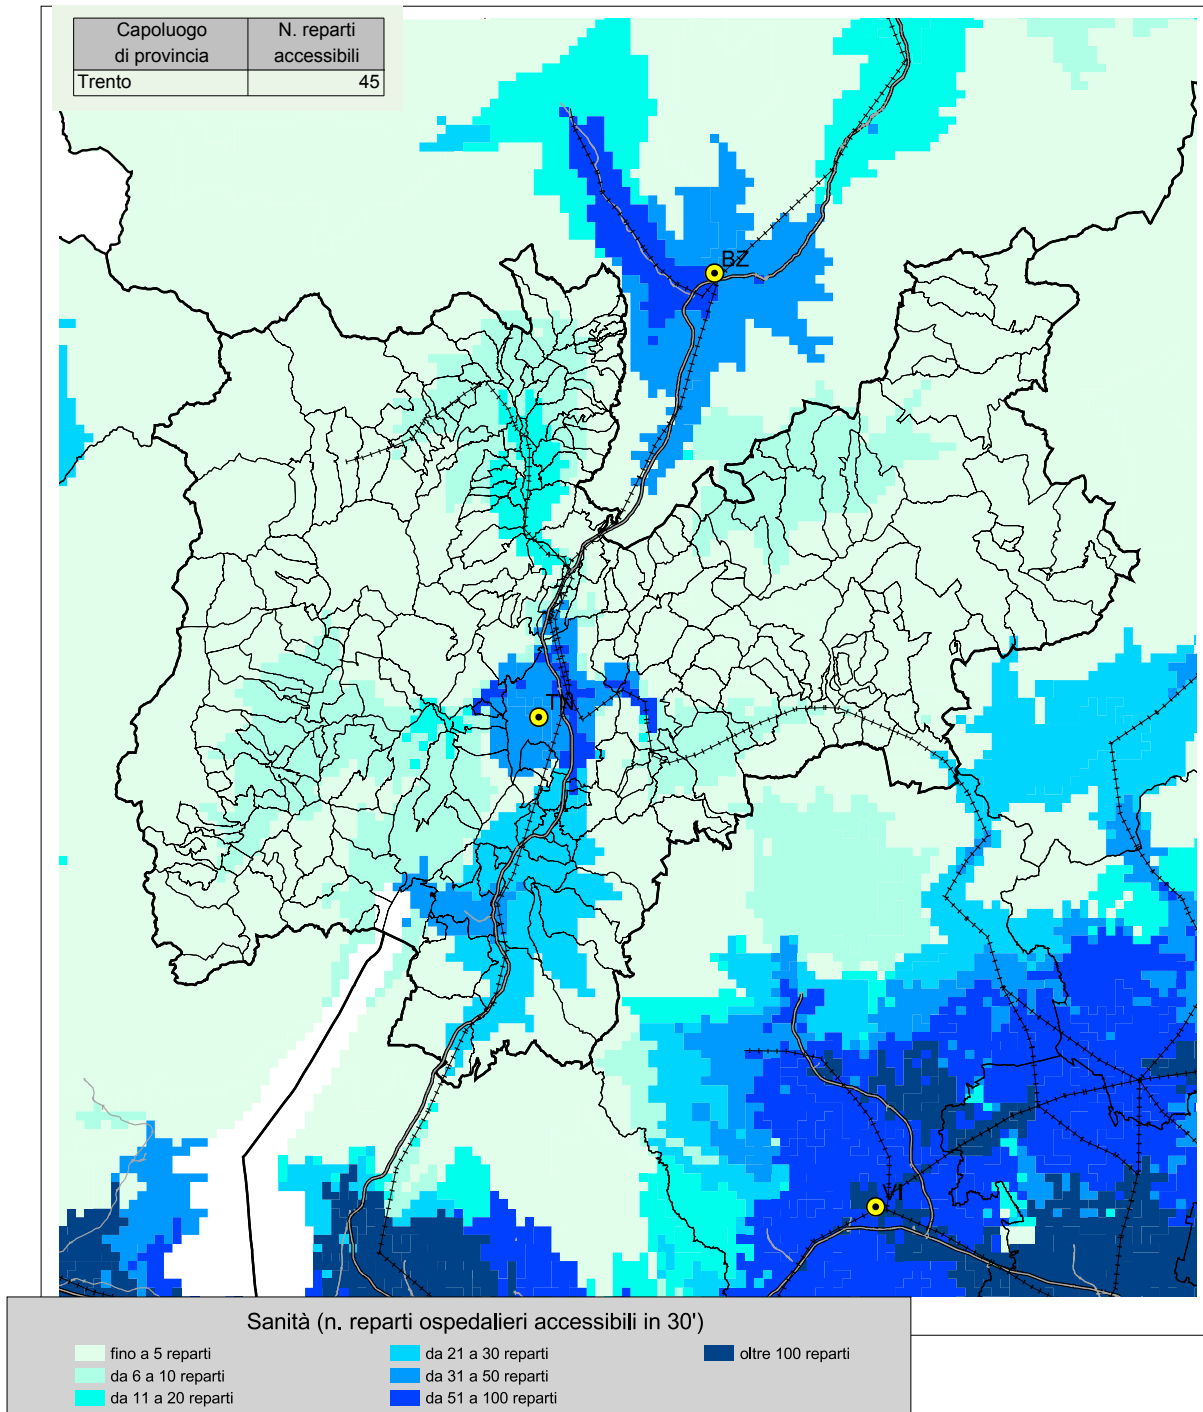 Capoluogo di provincia
N. reparti accessibili
Trento 45
BZ
TN
VI
Sanità (n. reparti ospedalieri accessibili in 30')
fino a 5 reparti
da 6 a 10 reparti
da 11 a 20 reparti
da 21 a 30 reparti
da 31 a 50 reparti
da 51 a 100 reparti
oltre 100 reparti